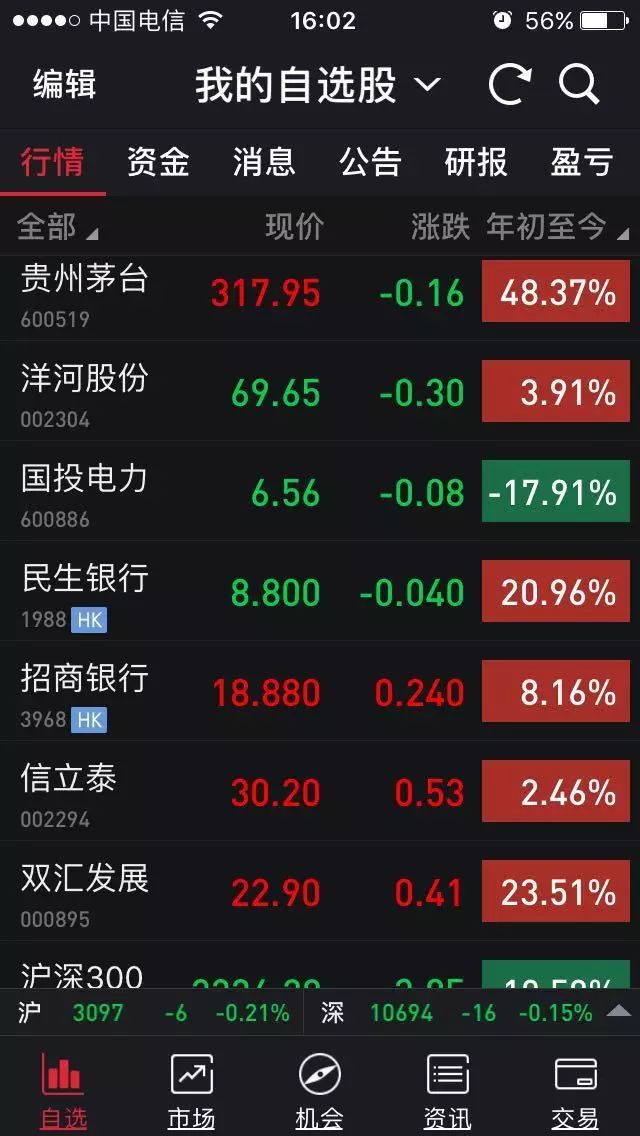 中国电信 16:02 56%
编辑 我的自选股
行情 资金 消息 公告 研报 盈亏
全部 现价 涨跌 年初至今
贵州茅台 317.95 -0.16 48.37%
600519
洋河股份 69.65 -0.30 3.91%
002304
国投电力 6.56 -0.08 -17.91%
600886
民生银行 8.800 -0.040 20.96%
1988 HK
招商银行 18.880 0.240 8.16%
3968 HK
信立泰 30.20 0.53 2.46%
002294
双汇发展 22.90 0.41 23.51%
000895
沪深300
沪 3097 -6 -0.21% 深 10694 -16 -0.15%
自选 市场 机会 资讯 交易